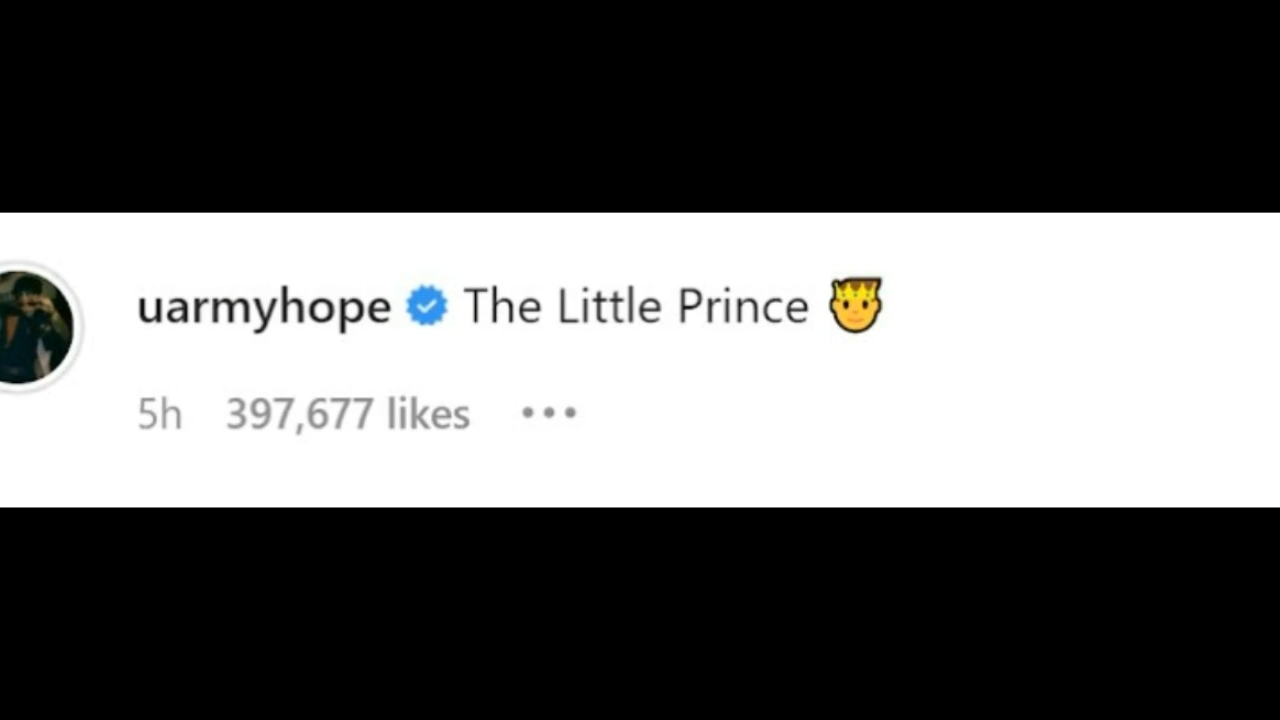 uarmyhope The Little Prince 🤴
5h 397,677 likes •••